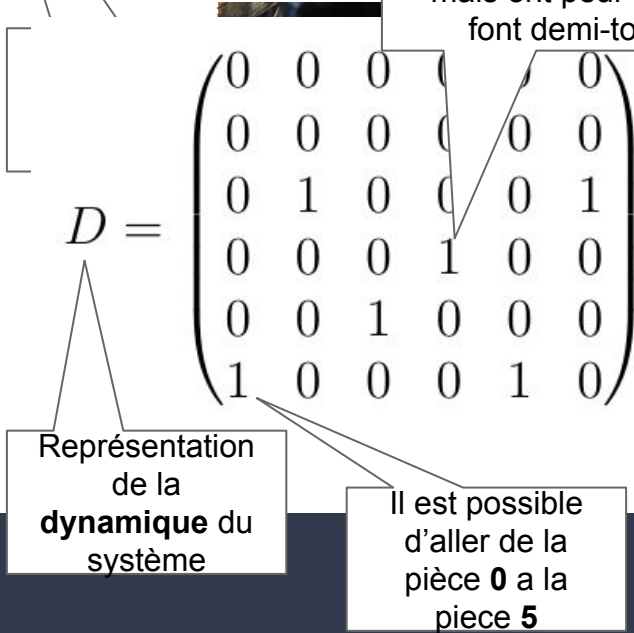 font demi-to
0 0 0 0 0
0 0 0 0 0
0 1 0 0 0 1
D = 0 0 0 1 0 0
0 0 1 0 0 0
1 0 0 0 1 0
Représentation
de la
dynamique du
système
Il est possible
d'aller de la
pièce 0 a la
piece 5